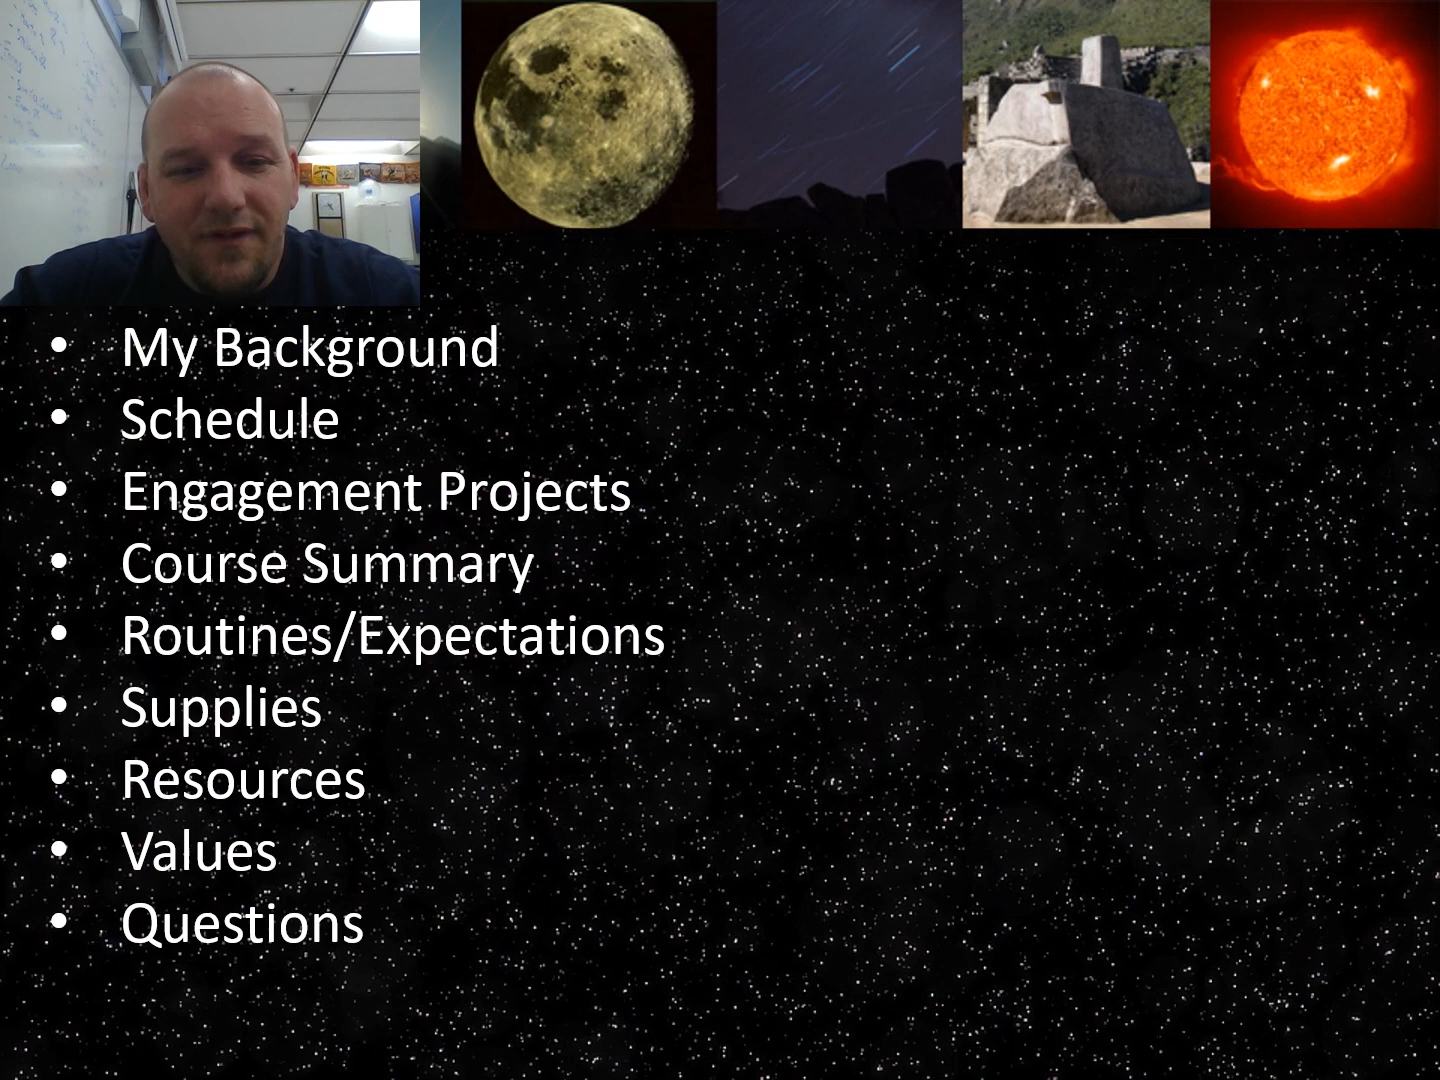 • My Background
• Schedule
• Engagement Projects
• Course Summary
• Routines/Expectations
• Supplies
• Resources
• Values
• Questions